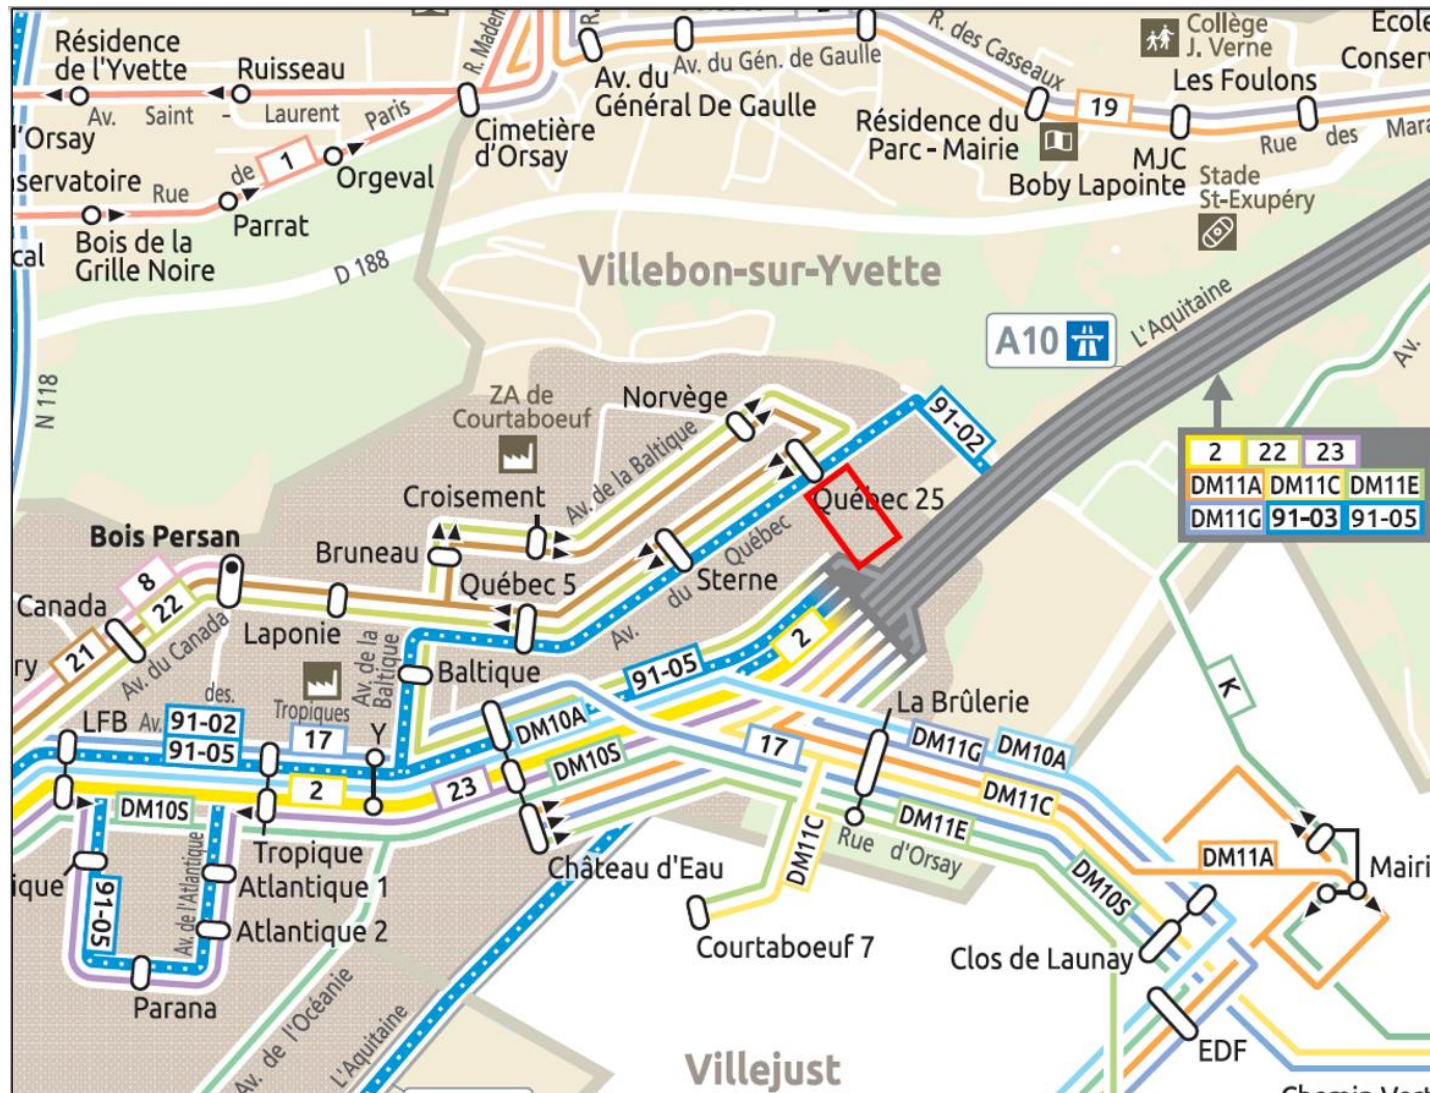 Résidence
de l'Yvette
Ruisseau
R. Madem
R.
Av. du
Général De Gaulle
Av. du Gén. de Gaulle
R. des Casseaux
Collège
J. Verne
Ecole
Conserv
Les Foulons
Av. Saint - Laurent
Paris
d'Orsay
Cimetière
d'Orsay
Résidence du
Parc - Mairie
19
MJC
Boby Lapointe
Rue des Mara
servatoire
Rue
de
1
Orgeval
Parrat
Stade
St-Exupéry
cal
Bois de la
Grille Noire
D 188
Villebon-sur-Yvette
A10
L'Aquitaine
Av.
N 118
ZA de
Courtaboeuf
Norvège
91-02
Av. de la Baltique
2 22 23
DM11A DM11C DM11E
DM11G 91-03 91-05
Croisement
Québec 25
Bois Persan
Bruneau
Québec 5
Sterne
Av. du Québec
8
22
21
Canada
ry
Av. du Canada
Laponie
Av. de la
Baltique
Baltique
2
91-05
K
des.
Tropiques
LFB
Av.
91-02
91-05
17
Y
DM10A
La Brûlerie
DM11G
DM10A
17
DM10S
2
23
DM10S
DM11C
DM11E
DM11C
Rue d'Orsay
DM11A
Mairi
Tropique
Château d'Eau
ique
Atlantique 1
Av. de l'Atlantique
91-05
Atlantique 2
DM10S
Courtaboeuf 7
Clos de Launay
Parana
Av. de l'Océanie
L'Aquitaine
EDF
Villejust
Chemin Vert